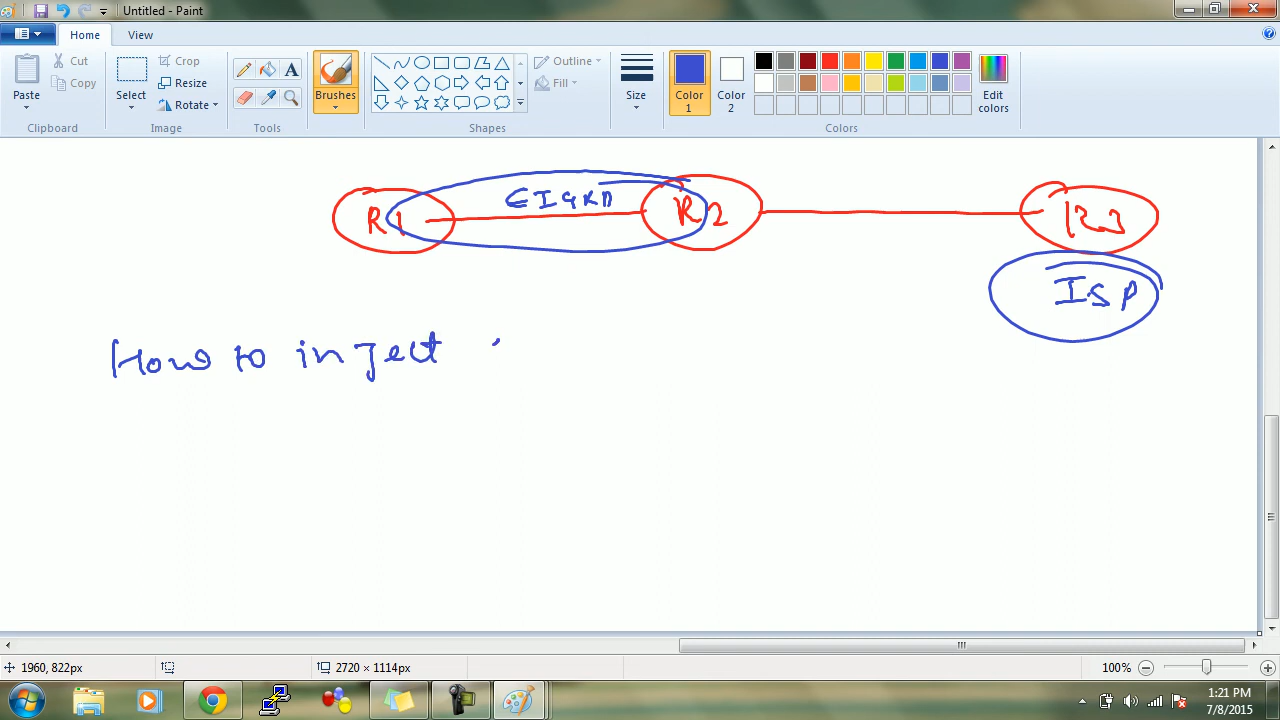 Untitled - Paint
Home View
Paste Cut Copy Select Crop Resize Rotate Brushes Outline Fill Size Color 1 Color 2 Edit colors
Clipboard Image Tools Shapes Colors
R1 EIGRP R2 R3
ISP
How to inject
1960, 822px 2720 × 1114px 100%
1:21 PM
7/8/2015